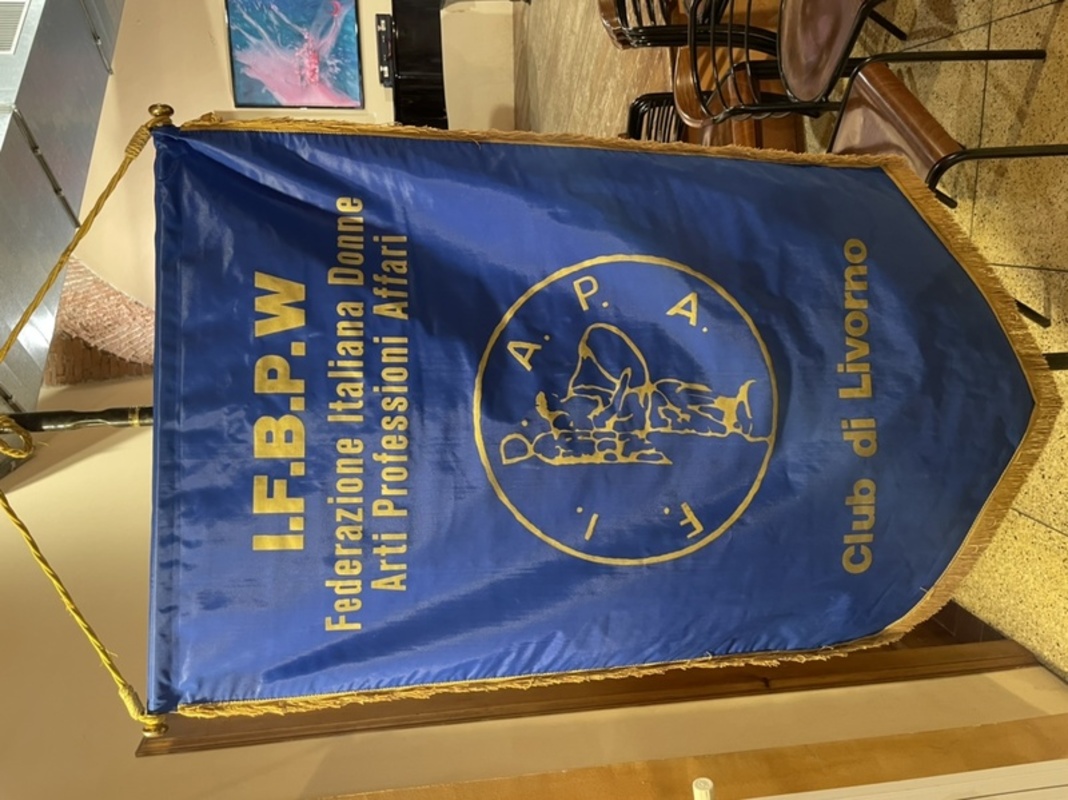 I.F.B.P.W
Federazione Italiana Donne
Arti Professioni Affari
F. I. D. A. P. A.
Club di Livorno